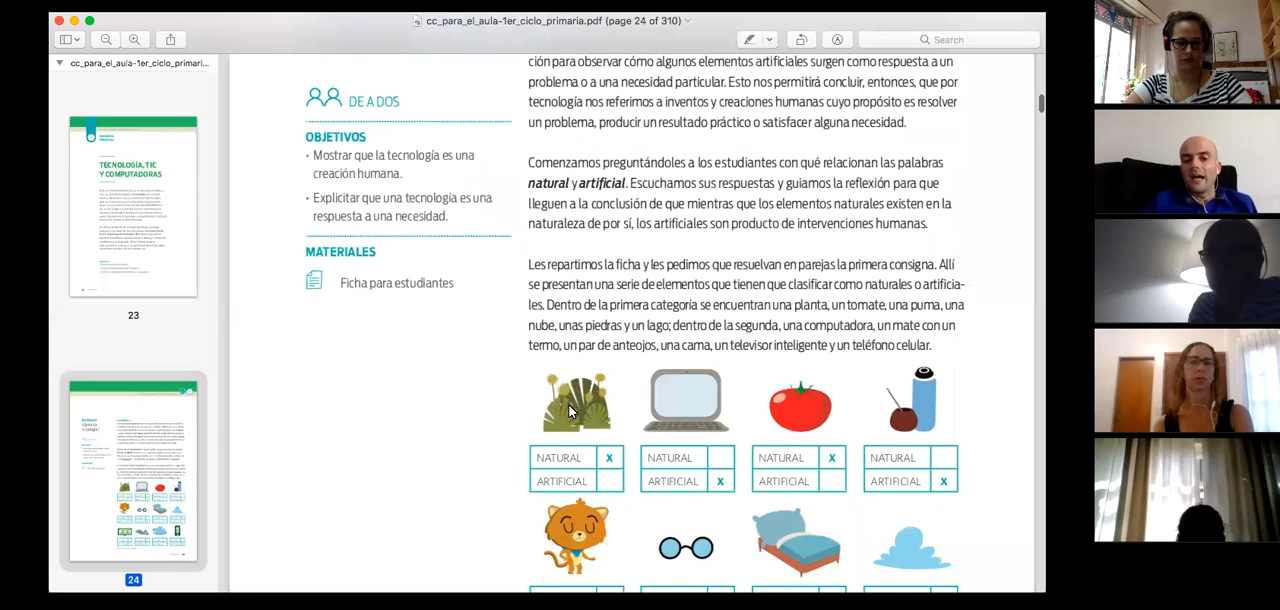 cc_para_el_aula-1er_ciclo_primaria.pdf (page 24 of 310)
Search
cc_para_el_aula-1er_ciclo_primari...
TECNOLOGÍA, TIC
Y COMPUTADORAS
23
24
DE A DOS
OBJETIVOS
• Mostrar que la tecnología es una
creación humana.
• Explicitar que una tecnología es una
respuesta a una necesidad.
MATERIALES
Ficha para estudiantes
ción para observar cómo algunos elementos artificiales surgen como respuesta a un
problema o a una necesidad particular. Esto nos permitirá concluir, entonces, que por
tecnología nos referimos a inventos y creaciones humanas cuyo propósito es resolver
un problema, producir un resultado práctico o satisfacer alguna necesidad.
Comenzamos preguntándoles a los estudiantes con qué relacionan las palabras
natural y artificial. Escuchamos sus respuestas y guiamos la reflexión para que
lleguen a la conclusión de que mientras que los elementos naturales existen en la
naturaleza de por sí, los artificiales son producto de intervenciones humanas.
Les repartimos la ficha y les pedimos que resuelvan en parejas la primera consigna. Allí
se presentan una serie de elementos que tienen que clasificar como naturales o artificia-
les. Dentro de la primera categoría se encuentran una planta, un tomate, una puma, una
nube, unas piedras y un lago; dentro de la segunda, una computadora, un mate con un
termo, un par de anteojos, una cama, un televisor inteligente y un teléfono celular.
NATURAL X NATURAL NATURAL X NATURAL
ARTIFICIAL ARTIFICIAL X ARTIFICIAL ARTIFICIAL X